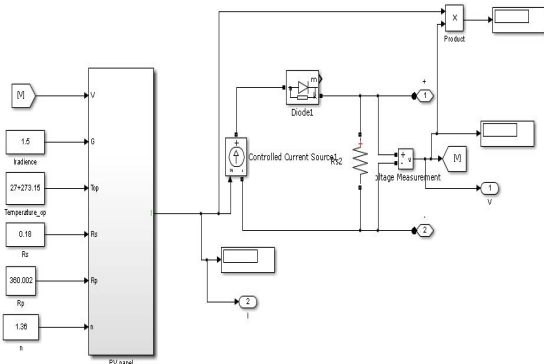 X
Product
[V]
V
m
k
+
1
Diode1
1.5
Irradience
G
+
Controlled Current Source1
Rs2
+
-
v
[V]
Voltage Measurement
1
V
27+273.15
Temperature_op
Top
I
0.18
Rs
Rs
-
2
360.002
Rp
Rp
2
I
1.36
n
n
PV panel